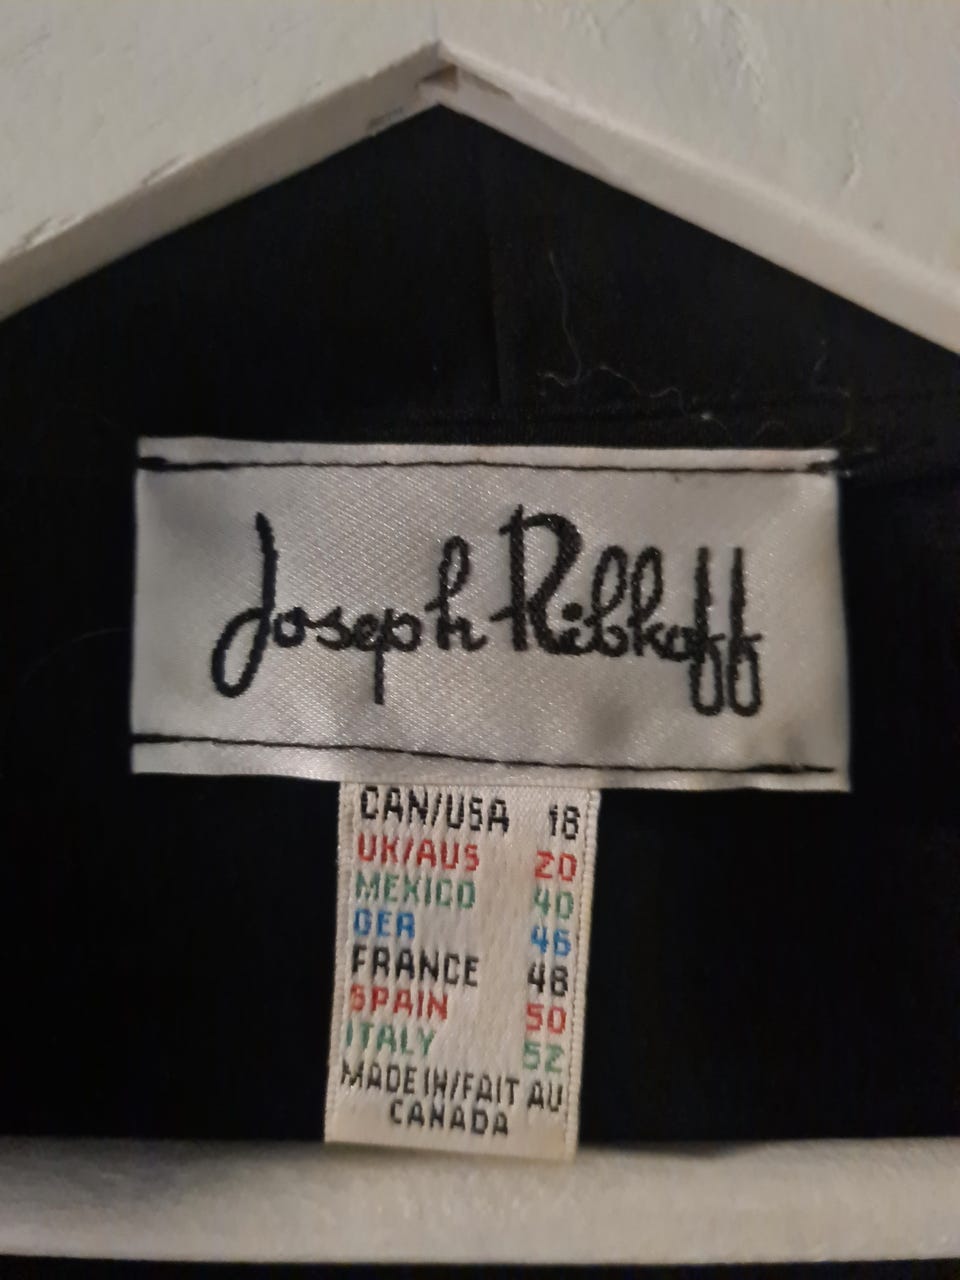 Joseph Ribkoff
CAN/USA 18
UK/AUS 20
MEXICO 40
GER 46
FRANCE 48
SPAIN 50
ITALY 52
MADE IN/FAIT AU
CANADA